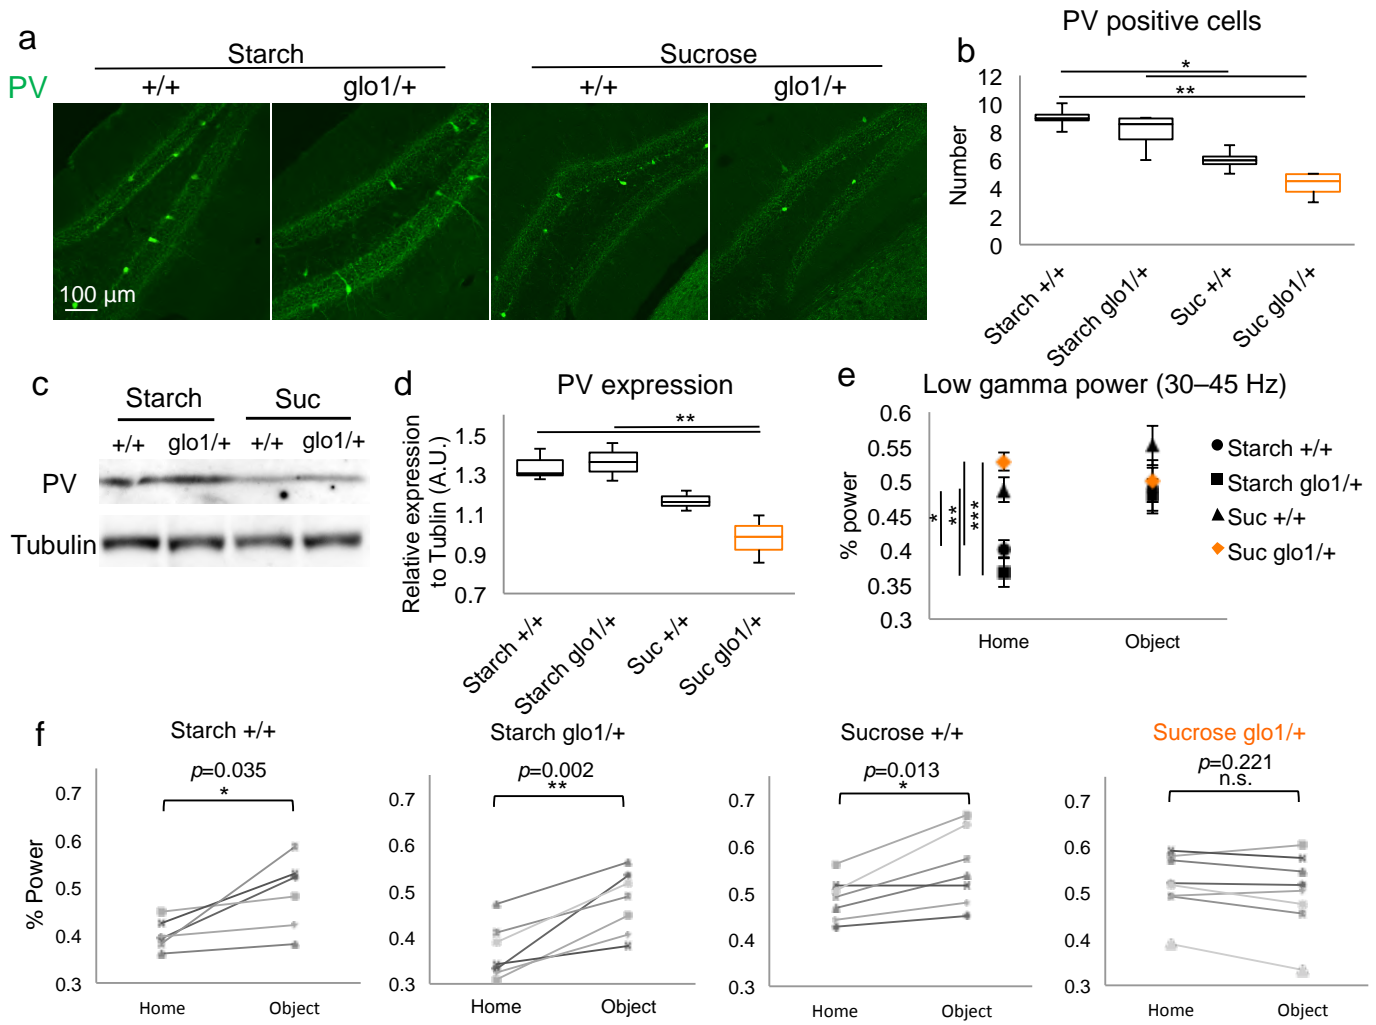 a
Starch
Sucrose
PV
+/+
glo1/+
+/+
glo1/+
100 µm
b
PV positive cells
*
**
Number
12
10
8
6
4
2
0
Starch +/+
Starch glo1/+
Suc +/+
Suc glo1/+
c
Starch
Suc
+/+
glo1/+
+/+
glo1/+
PV
Tubulin
d
PV expression
**
Relative expression
to Tublin (A.U.)
1.5
1.3
1.1
0.9
0.7
Starch +/+
Starch glo1/+
Suc +/+
Suc glo1/+
e
Low gamma power (30–45 Hz)
% power
0.6
0.55
0.5
0.45
0.4
0.35
0.3
*
**
***
Home
Object
Starch +/+
Starch glo1/+
Suc +/+
Suc glo1/+
f
Starch +/+
p=0.035
*
% Power
0.7
0.6
0.5
0.4
0.3
Home
Object
Starch glo1/+
p=0.002
**
0.7
0.6
0.5
0.4
0.3
Home
Object
Sucrose +/+
p=0.013
*
0.7
0.6
0.5
0.4
0.3
Home
Object
Sucrose glo1/+
p=0.221
n.s.
0.7
0.6
0.5
0.4
0.3
Home
Object